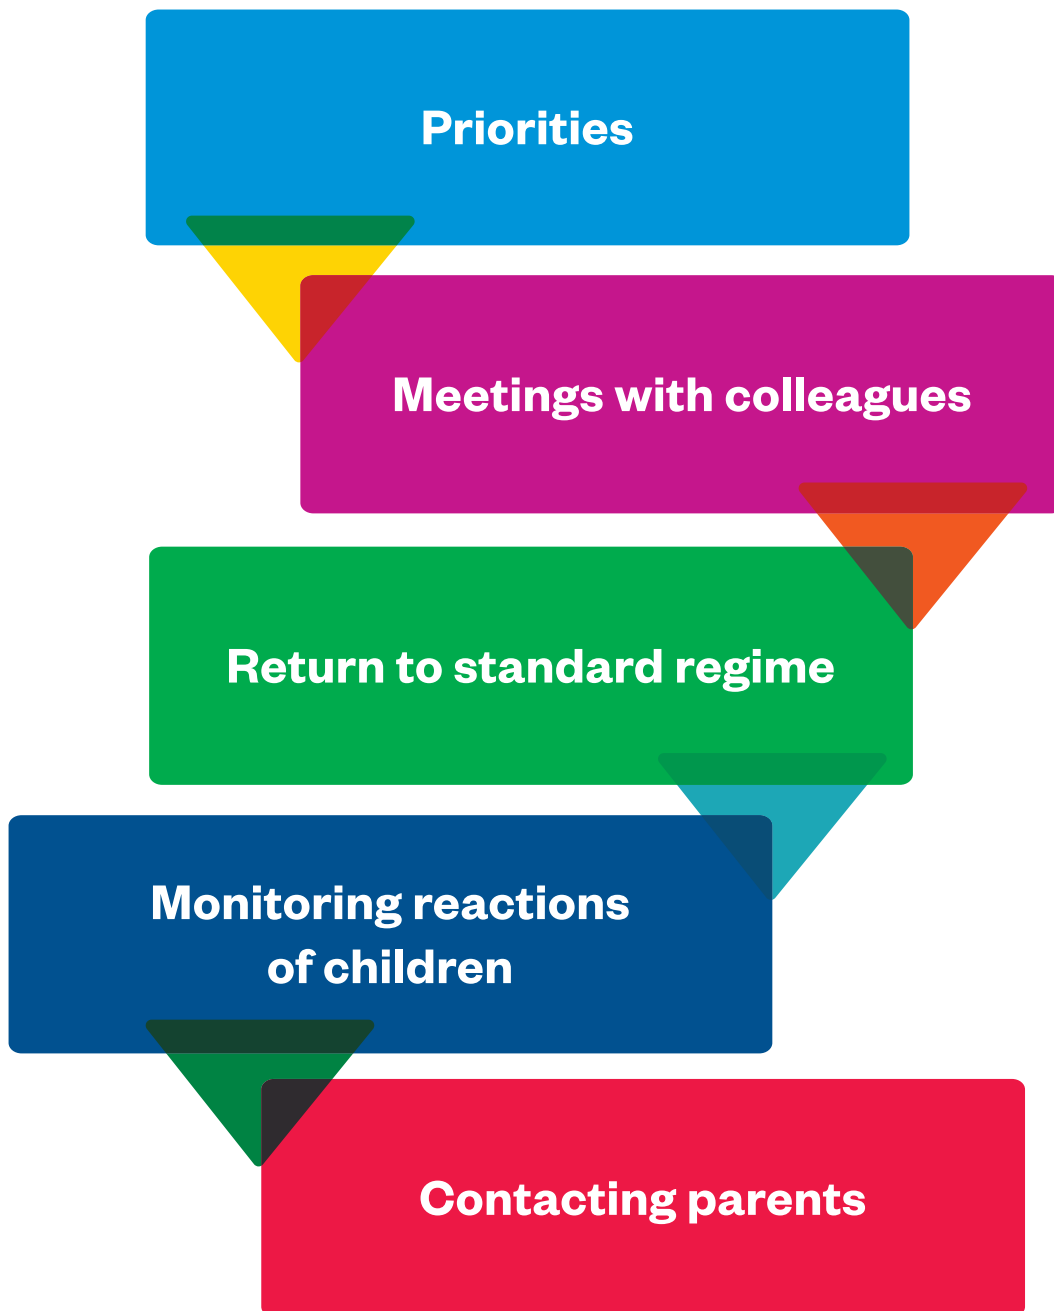 Priorities
Meetings with colleagues
Return to standard regime
Monitoring reactions
of children
Contacting parents